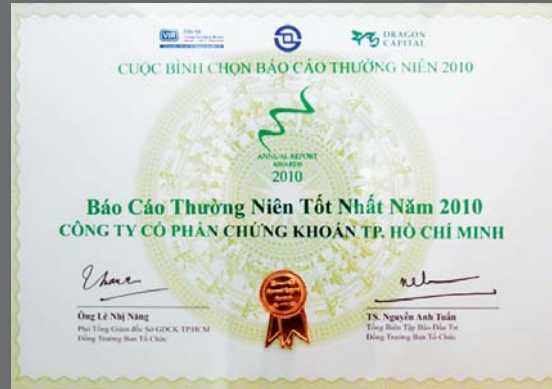 VIR
DRAGON
CAPITAL
CUỘC BÌNH CHỌN BÁO CÁO THƯỜNG NIÊN 2010
ANNUAL REPORT
AWARDS
2010
Báo Cáo Thường Niên Tốt Nhất Năm 2010
CÔNG TY CỔ PHẦN CHỨNG KHOÁN TP. HỒ CHÍ MINH
Ông Lê Nhị Năng
Phó Tổng Giám đốc Sở GDCK TP.HCM
Đồng Trưởng Ban Tổ Chức
TS. Nguyễn Anh Tuấn
Tổng Biên Tập Báo Đầu Tư
Đồng Trưởng Ban Tổ Chức